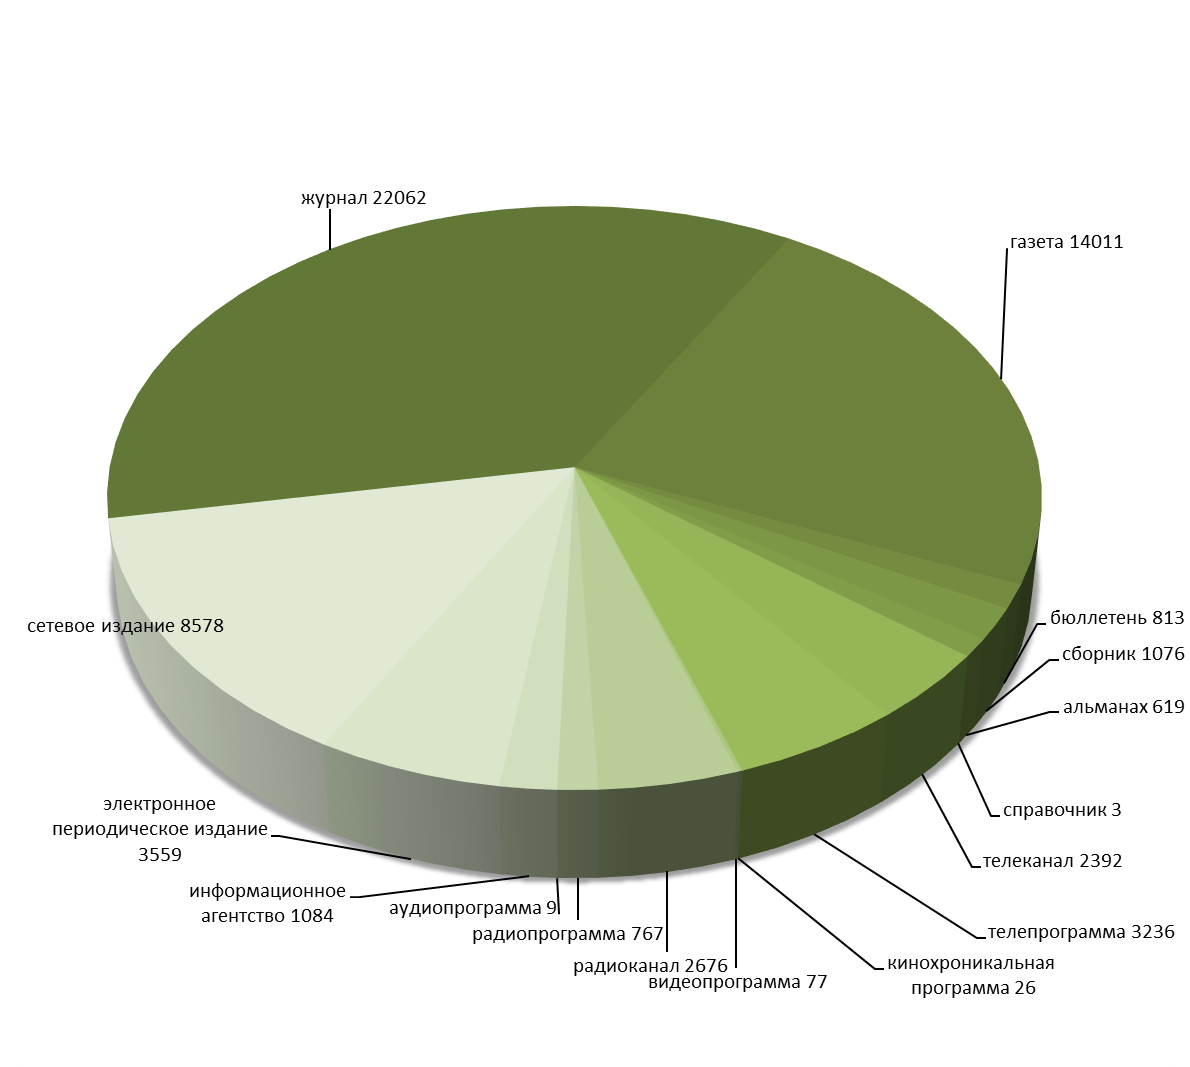 журнал 22062
газета 14011
бюллетень 813
сборник 1076
альманах 619
справочник 3
телеканал 2392
телепрограмма 3236
кинохроникальная
программа 26
видеопрограмма 77
радиоканал 2676
радиопрограмма 767
аудиопрограмма 9
информационное
агентство 1084
электронное
периодическое издание
3559
сетевое издание 8578